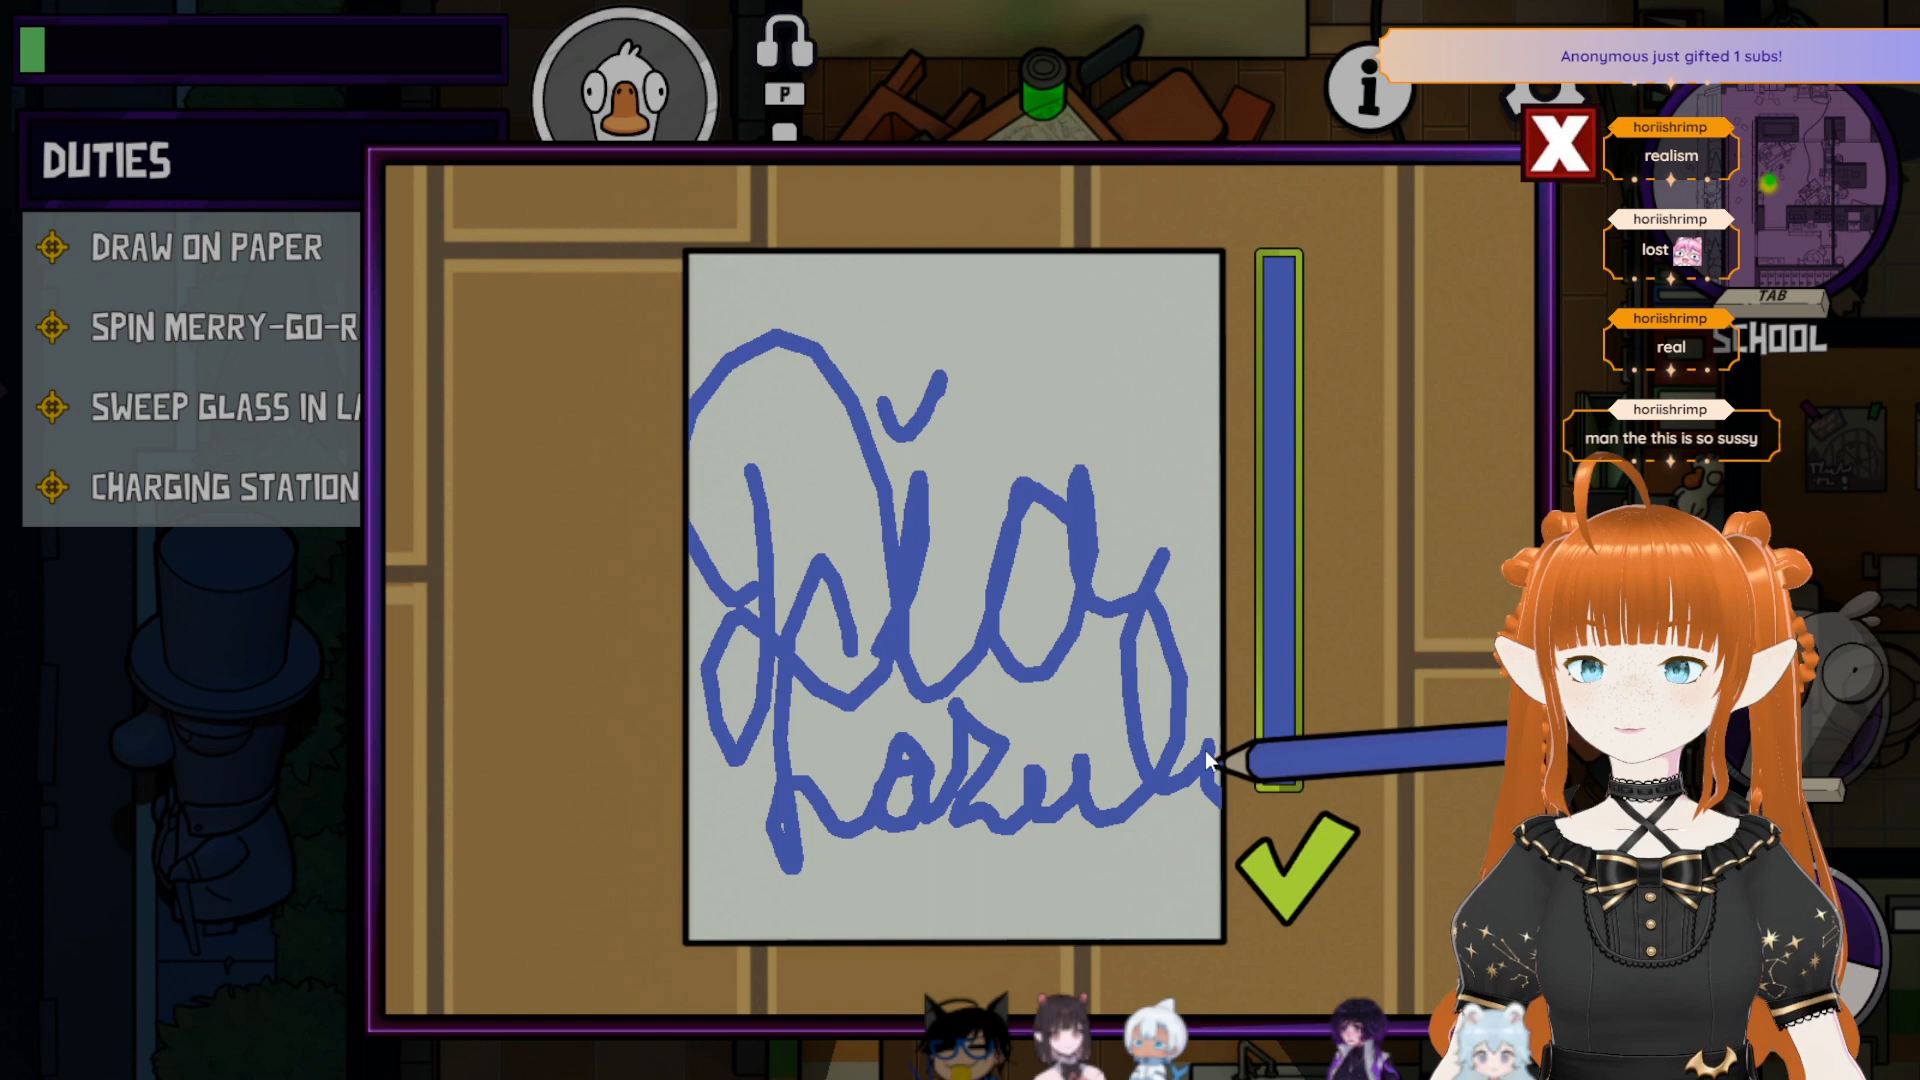 P
Anonymous just gifted 1 subs!
DUTIES
DRAW ON PAPER
SPIN MERRY-GO-R
SWEEP GLASS IN LA
CHARGING STATION
X
horiishrimp
realism
horiishrimp
lost
TAB
horiishrimp
real
SCHOOL
horiishrimp
man the this is so sussy